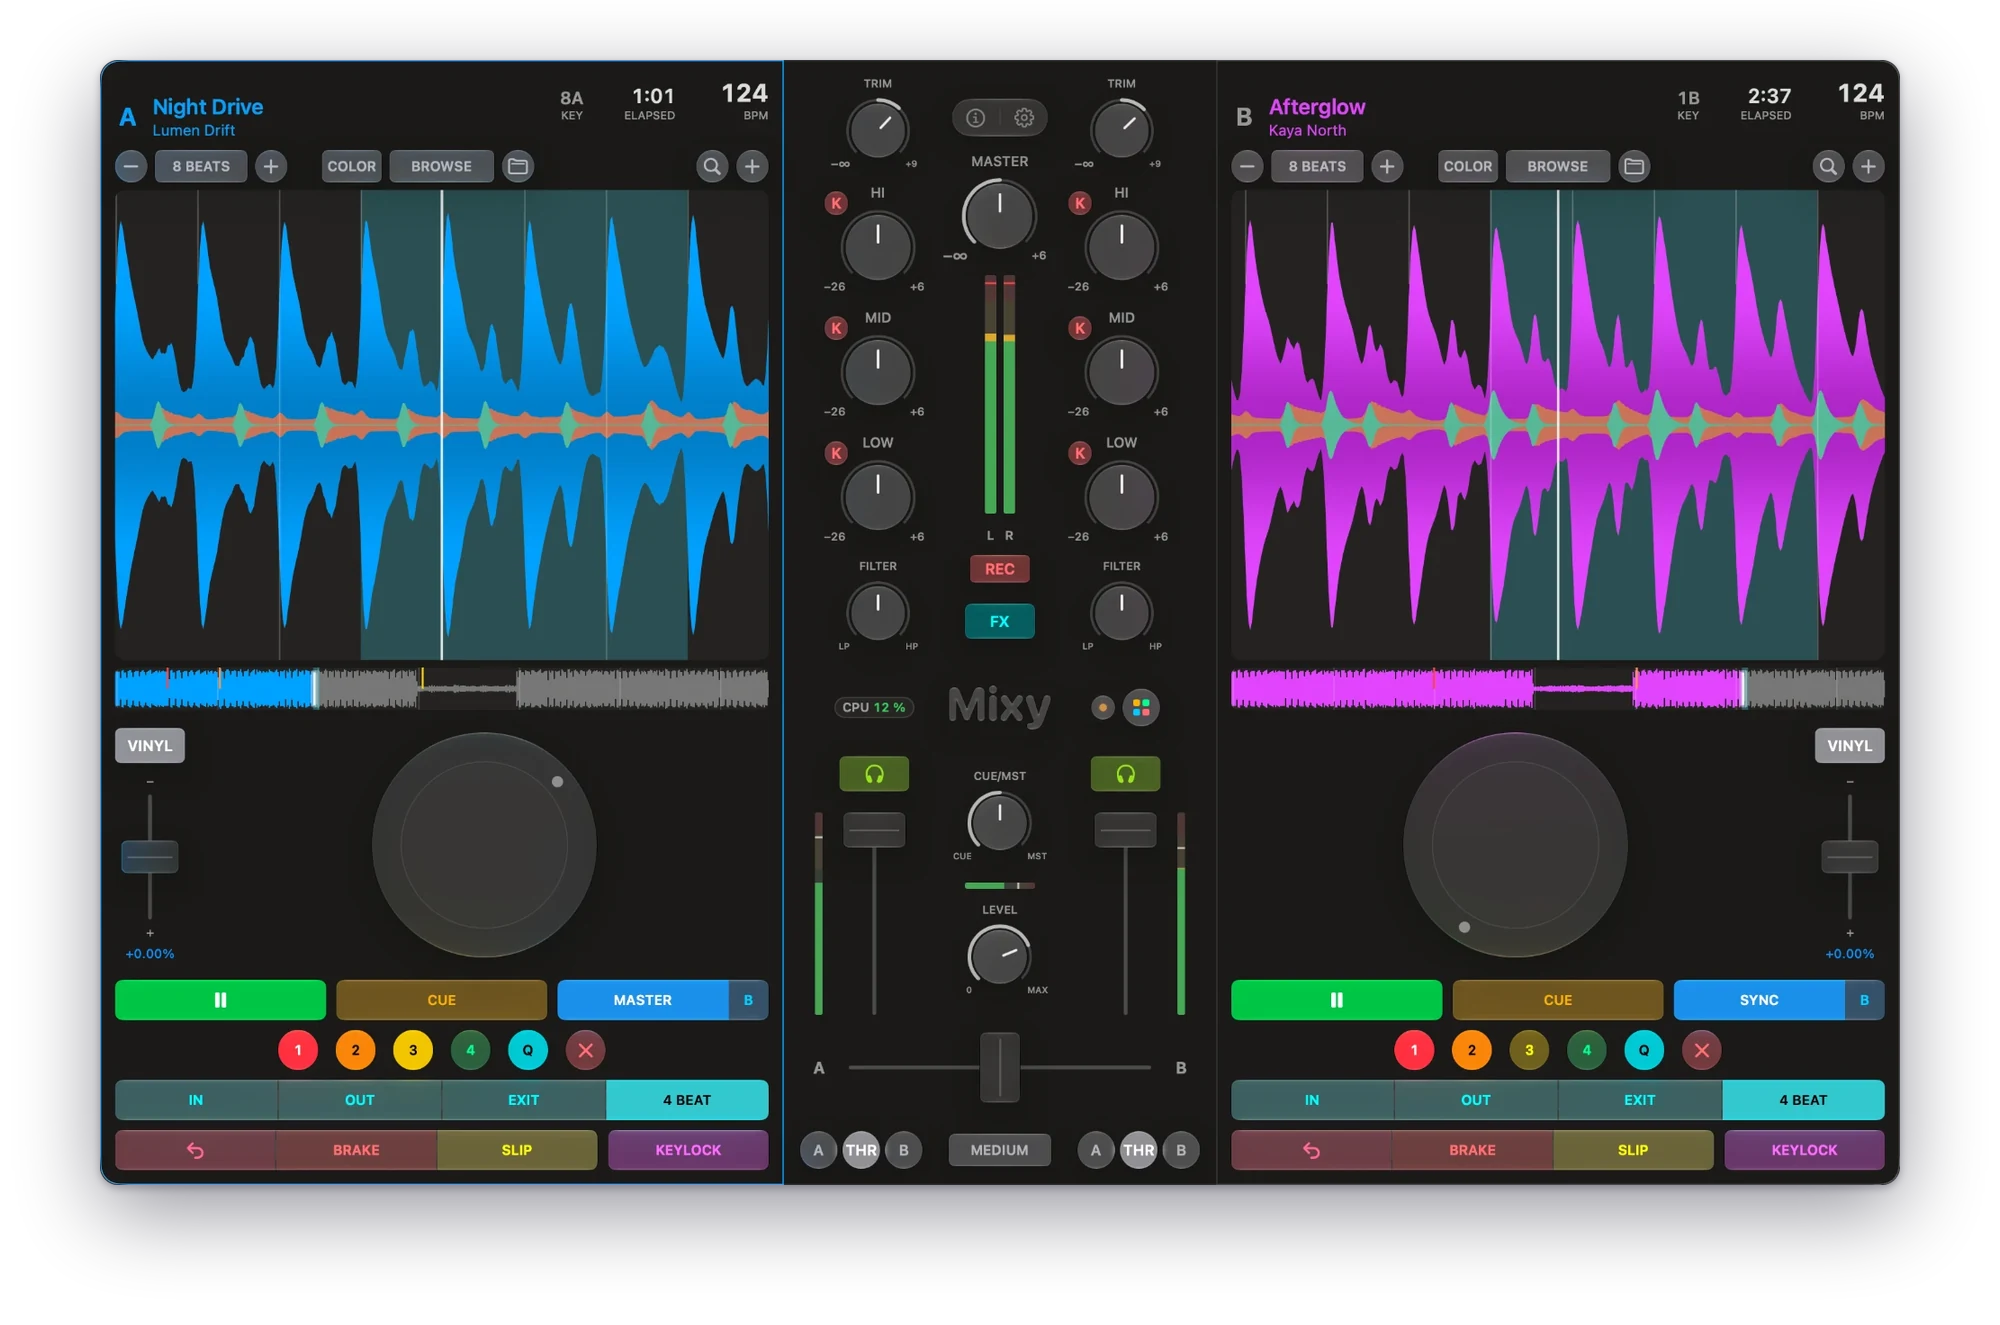 A
Night Drive
Lumen Drift
8A
KEY
1:01
ELAPSED
124
BPM
− 8 BEATS + COLOR BROWSE +
VINYL
−
+
+0.00%
CUE MASTER B
1 2 3 4 Q
IN OUT EXIT 4 BEAT
BRAKE SLIP KEYLOCK
TRIM
−∞ +9
K HI
−26 +6
K MID
−26 +6
K LOW
−26 +6
FILTER
LP HP
MASTER
−∞ +6
L R
REC
FX
TRIM
−∞ +9
K HI
−26 +6
K MID
−26 +6
K LOW
−26 +6
FILTER
LP HP
CPU 12 %
Mixy
CUE/MST
CUE MST
LEVEL
0 MAX
A B
A THR B MEDIUM A THR B
B
Afterglow
Kaya North
1B
KEY
2:37
ELAPSED
124
BPM
− 8 BEATS + COLOR BROWSE +
VINYL
−
+
+0.00%
CUE SYNC B
1 2 3 4 Q
IN OUT EXIT 4 BEAT
BRAKE SLIP KEYLOCK